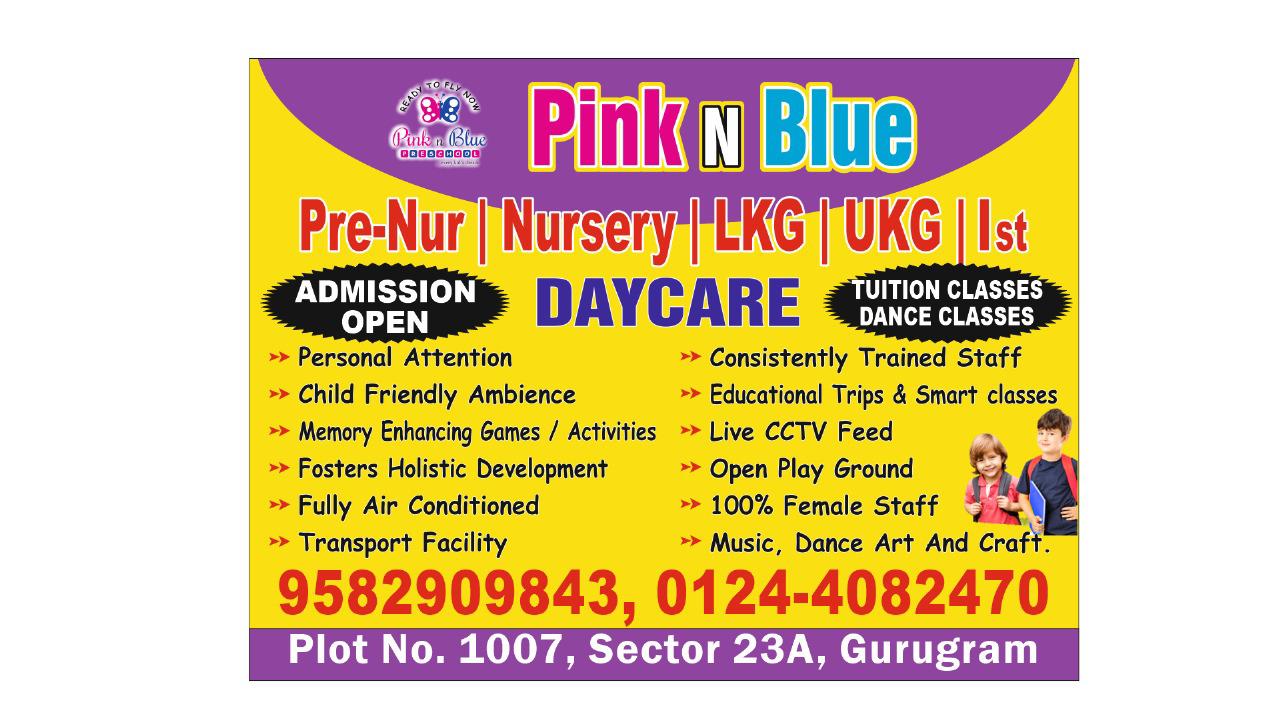 READY TO FLY NOW
Pink n Blue
PRESCHOOL
Pink N Blue
Pre-Nur | Nursery | LKG | UKG | Ist
ADMISSION
OPEN
DAYCARE
TUITION CLASSES
DANCE CLASSES
Personal Attention
Child Friendly Ambience
Memory Enhancing Games / Activities
Fosters Holistic Development
Fully Air Conditioned
Transport Facility
Consistently Trained Staff
Educational Trips & Smart classes
Live CCTV Feed
Open Play Ground
100% Female Staff
Music, Dance Art And Craft.
9582909843, 0124-4082470
Plot No. 1007, Sector 23A, Gurugram